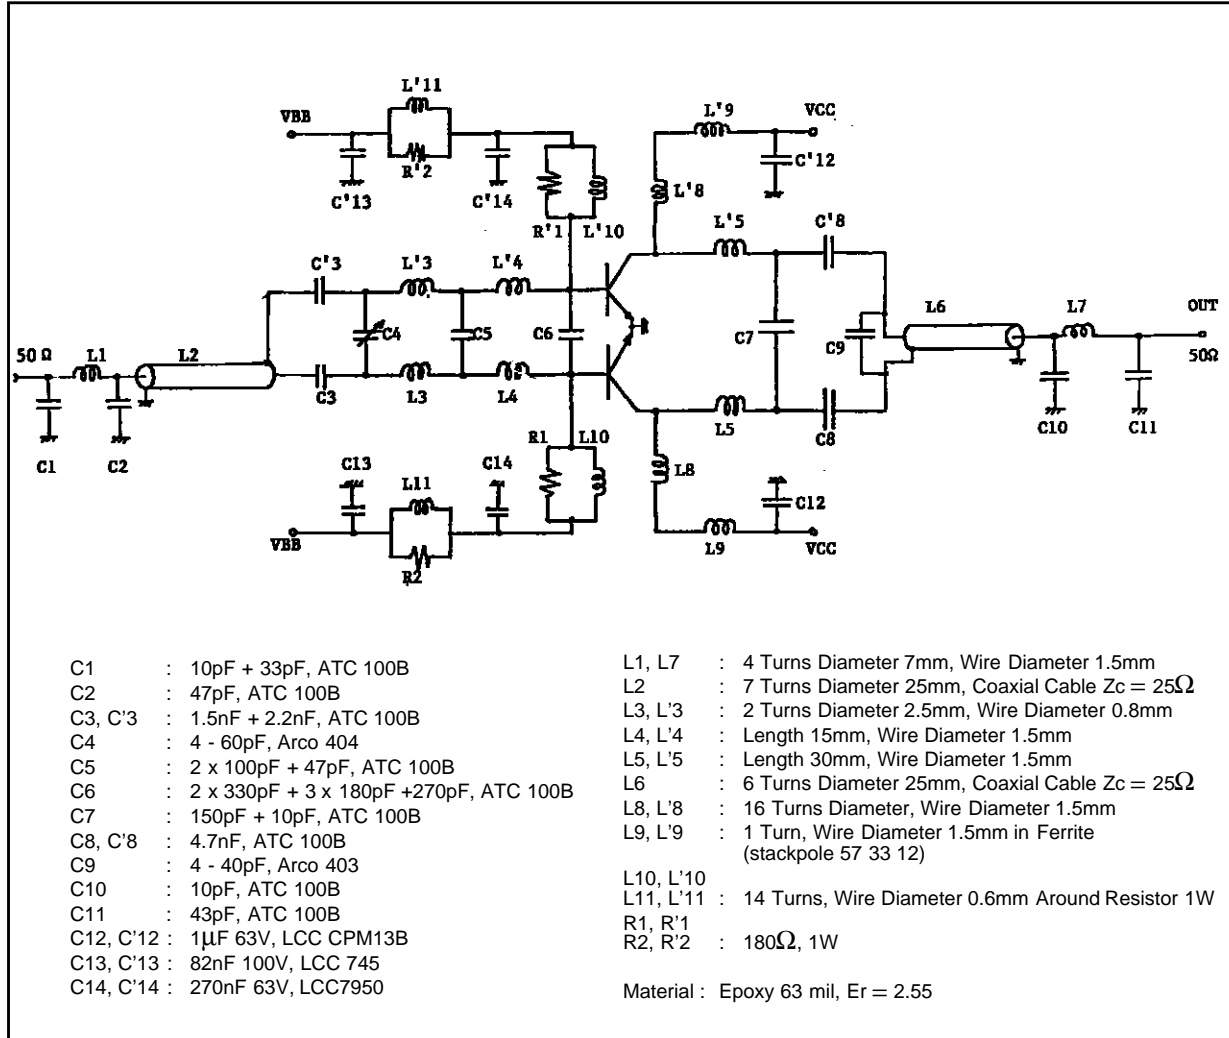 L'11
VBB
L'9
VCC
R'2
C'12
C'13
C'14
L'8
R'1
L'10
L'5
C'8
C'3
L'3
L'4
L6
L7
OUT
C4
C5
C6
C7
C9
50 Ω
L1
L2
50Ω
C3
L3
L4
L5
C8
C10
C11
C1
C2
R1
L10
C13
C14
L8
L11
C12
VBB
L9
VCC
R2
C1 : 10pF + 33pF, ATC 100B
C2 : 47pF, ATC 100B
C3, C'3 : 1.5nF + 2.2nF, ATC 100B
C4 : 4 - 60pF, Arco 404
C5 : 2 x 100pF + 47pF, ATC 100B
C6 : 2 x 330pF + 3 x 180pF +270pF, ATC 100B
C7 : 150pF + 10pF, ATC 100B
C8, C'8 : 4.7nF, ATC 100B
C9 : 4 - 40pF, Arco 403
C10 : 10pF, ATC 100B
C11 : 43pF, ATC 100B
C12, C'12 : 1μF 63V, LCC CPM13B
C13, C'13 : 82nF 100V, LCC 745
C14, C'14 : 270nF 63V, LCC7950
L1, L7 : 4 Turns Diameter 7mm, Wire Diameter 1.5mm
L2 : 7 Turns Diameter 25mm, Coaxial Cable Zc = 25Ω
L3, L'3 : 2 Turns Diameter 2.5mm, Wire Diameter 0.8mm
L4, L'4 : Length 15mm, Wire Diameter 1.5mm
L5, L'5 : Length 30mm, Wire Diameter 1.5mm
L6 : 6 Turns Diameter 25mm, Coaxial Cable Zc = 25Ω
L8, L'8 : 16 Turns Diameter, Wire Diameter 1.5mm
L9, L'9 : 1 Turn, Wire Diameter 1.5mm in Ferrite
(stackpole 57 33 12)
L10, L'10
L11, L'11 : 14 Turns, Wire Diameter 0.6mm Around Resistor 1W
R1, R'1
R2, R'2 : 180Ω, 1W
Material : Epoxy 63 mil, Er = 2.55